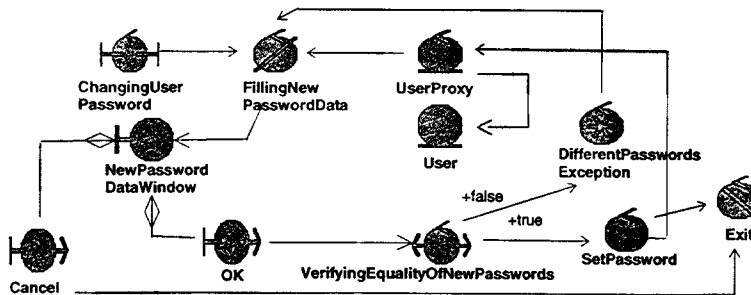 ChangingUser
Password
FillingNew
PasswordData
UserProxy
User
DifferentPasswords
Exception
NewPassword
DataWindow
+false
+true
Exit
Cancel
OK
VerifyingEqualityOfNewPasswords
SetPassword